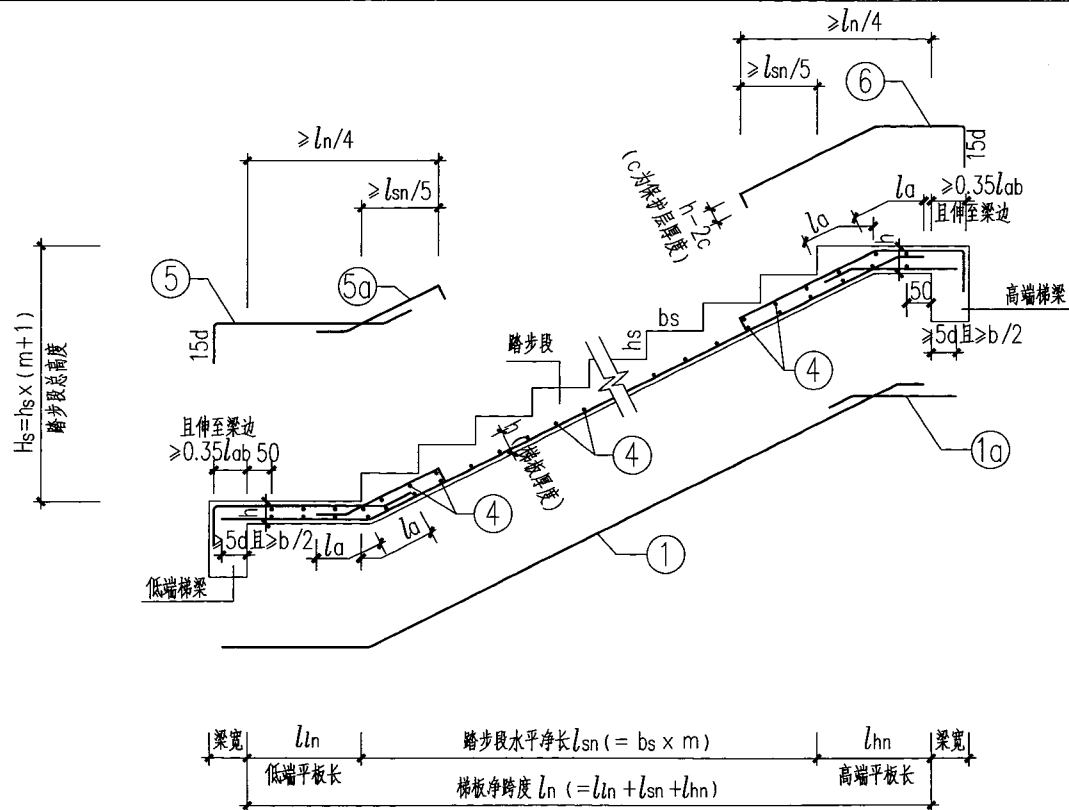 ≥ln/4
≥lsn/5
6
15d
(c为保护层厚度)
h-2c
la
≥0.35lab
且伸至梁边
la
h
50
高端梯梁
≥5d且≥b/2
≥ln/4
≥lsn/5
5
5a
15d
bs
hs
踏步段
4
4
1a
Hs=hs×(m+1)
踏步段总高度
且伸至梁边
≥0.35lab
50
h
(梯板厚度)
h
4
≥5d且≥b/2
la
la
1
低端梯梁
梁宽
lln
踏步段水平净长lsn(=bs×m)
lhn
梁宽
低端平板长
高端平板长
梯板净跨度 ln(=lln+lsn+lhn)